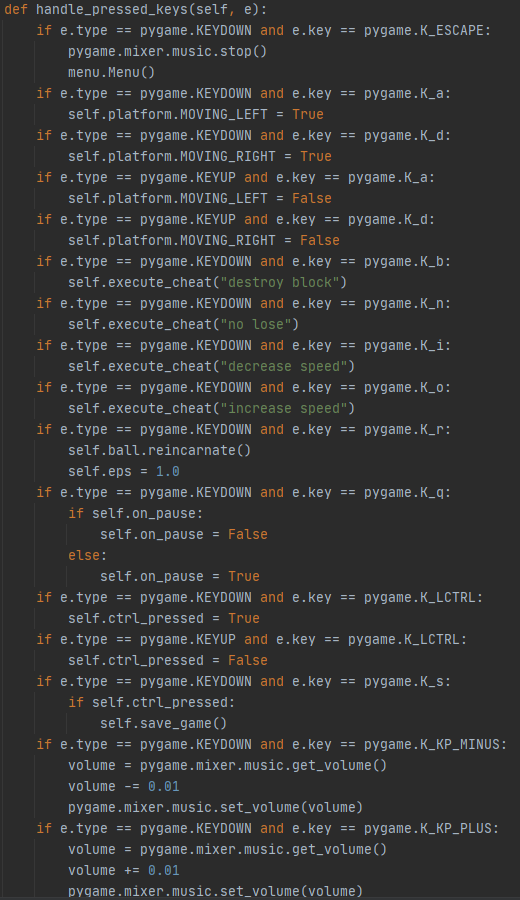 def handle_pressed_keys(self, e):
    if e.type == pygame.KEYDOWN and e.key == pygame.K_ESCAPE:
        pygame.mixer.music.stop()
        menu.Menu()
    if e.type == pygame.KEYDOWN and e.key == pygame.K_a:
        self.platform.MOVING_LEFT = True
    if e.type == pygame.KEYDOWN and e.key == pygame.K_d:
        self.platform.MOVING_RIGHT = True
    if e.type == pygame.KEYUP and e.key == pygame.K_a:
        self.platform.MOVING_LEFT = False
    if e.type == pygame.KEYUP and e.key == pygame.K_d:
        self.platform.MOVING_RIGHT = False
    if e.type == pygame.KEYDOWN and e.key == pygame.K_b:
        self.execute_cheat("destroy block")
    if e.type == pygame.KEYDOWN and e.key == pygame.K_n:
        self.execute_cheat("no lose")
    if e.type == pygame.KEYDOWN and e.key == pygame.K_i:
        self.execute_cheat("decrease speed")
    if e.type == pygame.KEYDOWN and e.key == pygame.K_o:
        self.execute_cheat("increase speed")
    if e.type == pygame.KEYDOWN and e.key == pygame.K_r:
        self.ball.reincarnate()
        self.eps = 1.0
    if e.type == pygame.KEYDOWN and e.key == pygame.K_q:
        if self.on_pause:
            self.on_pause = False
        else:
            self.on_pause = True
    if e.type == pygame.KEYDOWN and e.key == pygame.K_LCTRL:
        self.ctrl_pressed = True
    if e.type == pygame.KEYUP and e.key == pygame.K_LCTRL:
        self.ctrl_pressed = False
    if e.type == pygame.KEYDOWN and e.key == pygame.K_s:
        if self.ctrl_pressed:
            self.save_game()
    if e.type == pygame.KEYDOWN and e.key == pygame.K_KP_MINUS:
        volume = pygame.mixer.music.get_volume()
        volume -= 0.01
        pygame.mixer.music.set_volume(volume)
    if e.type == pygame.KEYDOWN and e.key == pygame.K_KP_PLUS:
        volume = pygame.mixer.music.get_volume()
        volume += 0.01
        pygame.mixer.music.set_volume(volume)